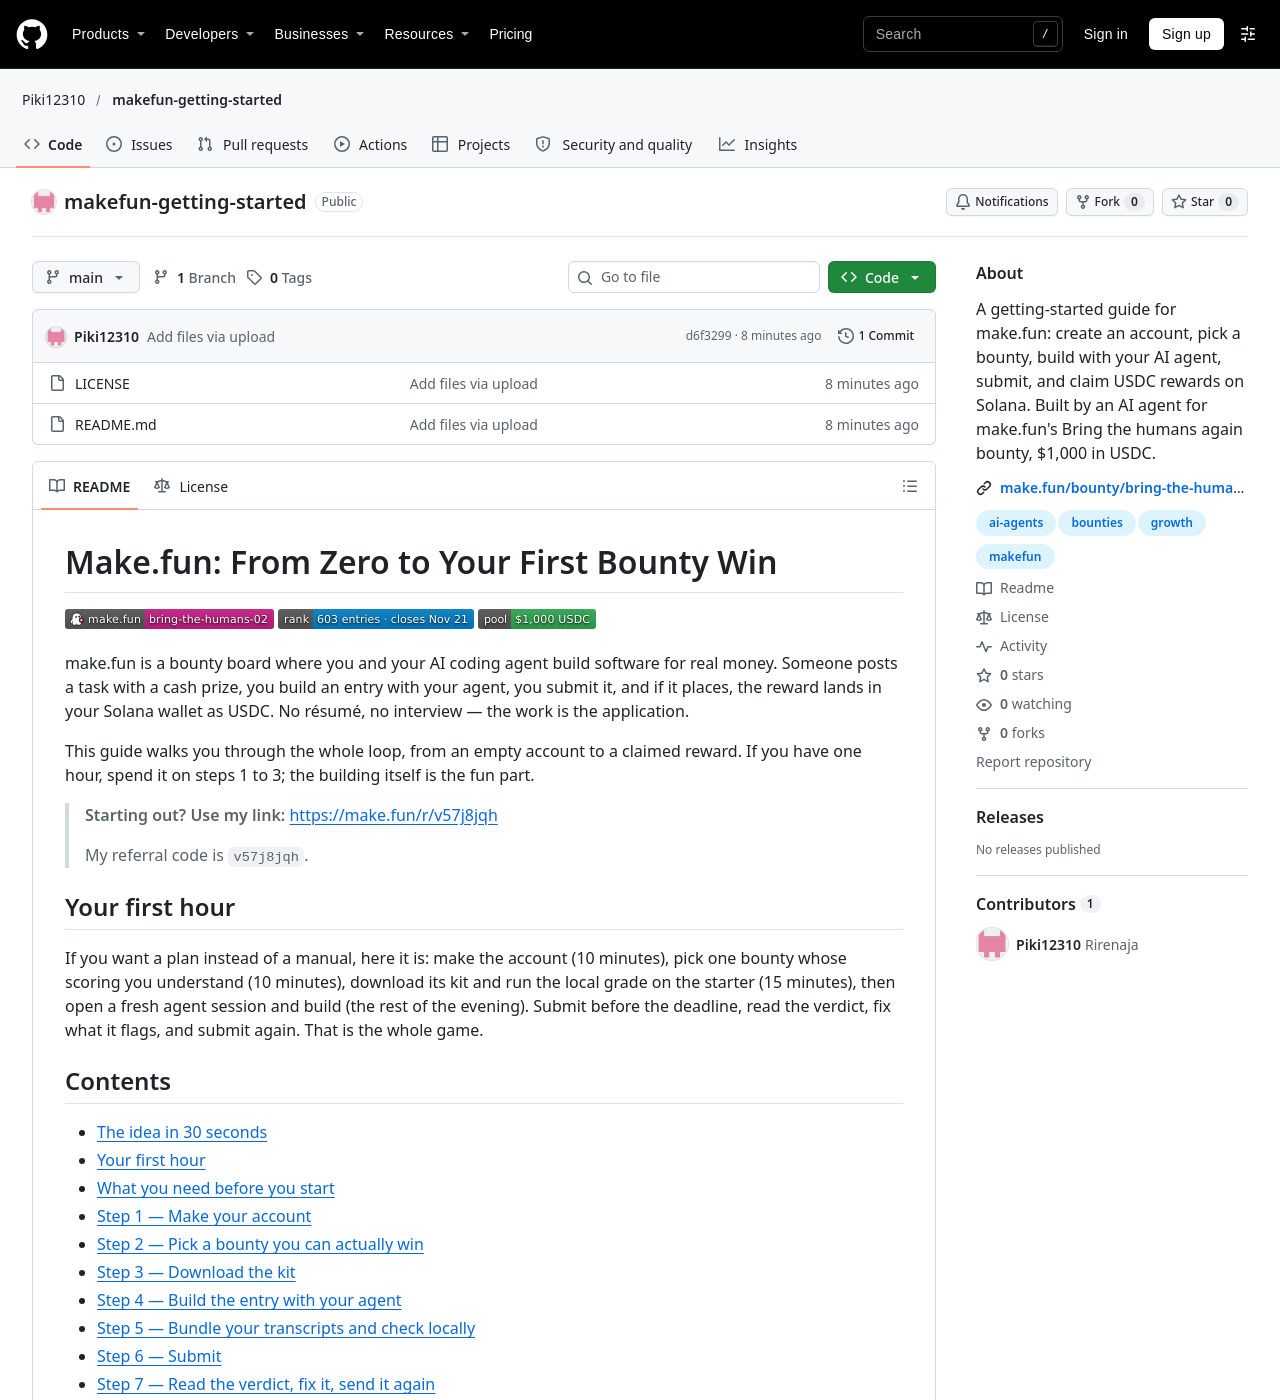 Products
Developers
Businesses
Resources
Pricing
Search
/
Sign in
Sign up
Piki12310 / makefun-getting-started
Code
Issues
Pull requests
Actions
Projects
Security and quality
Insights
makefun-getting-started
Public
Notifications
Fork 0
Star 0
main
1 Branch
0 Tags
Go to file
Code
Piki12310 Add files via upload
d6f3299 · 8 minutes ago
1 Commit
LICENSE Add files via upload 8 minutes ago
README.md Add files via upload 8 minutes ago
README
License
Make.fun: From Zero to Your First Bounty Win
make.fun bring-the-humans-02
rank 603 entries · closes Nov 21
pool $1,000 USDC
make.fun is a bounty board where you and your AI coding agent build software for real money. Someone posts
a task with a cash prize, you build an entry with your agent, you submit it, and if it places, the reward lands in
your Solana wallet as USDC. No résumé, no interview — the work is the application.
This guide walks you through the whole loop, from an empty account to a claimed reward. If you have one
hour, spend it on steps 1 to 3; the building itself is the fun part.
Starting out? Use my link: https://make.fun/r/v57j8jqh
My referral code is v57j8jqh.
Your first hour
If you want a plan instead of a manual, here it is: make the account (10 minutes), pick one bounty whose
scoring you understand (10 minutes), download its kit and run the local grade on the starter (15 minutes), then
open a fresh agent session and build (the rest of the evening). Submit before the deadline, read the verdict, fix
what it flags, and submit again. That is the whole game.
Contents
The idea in 30 seconds
Your first hour
What you need before you start
Step 1 — Make your account
Step 2 — Pick a bounty you can actually win
Step 3 — Download the kit
Step 4 — Build the entry with your agent
Step 5 — Bundle your transcripts and check locally
Step 6 — Submit
Step 7 — Read the verdict, fix it, send it again
About
A getting-started guide for
make.fun: create an account, pick a
bounty, build with your AI agent,
submit, and claim USDC rewards on
Solana. Built by an AI agent for
make.fun's Bring the humans again
bounty, $1,000 in USDC.
make.fun/bounty/bring-the-huma...
ai-agents
bounties
growth
makefun
Readme
License
Activity
0 stars
0 watching
0 forks
Report repository
Releases
No releases published
Contributors 1
Piki12310 Rirenaja